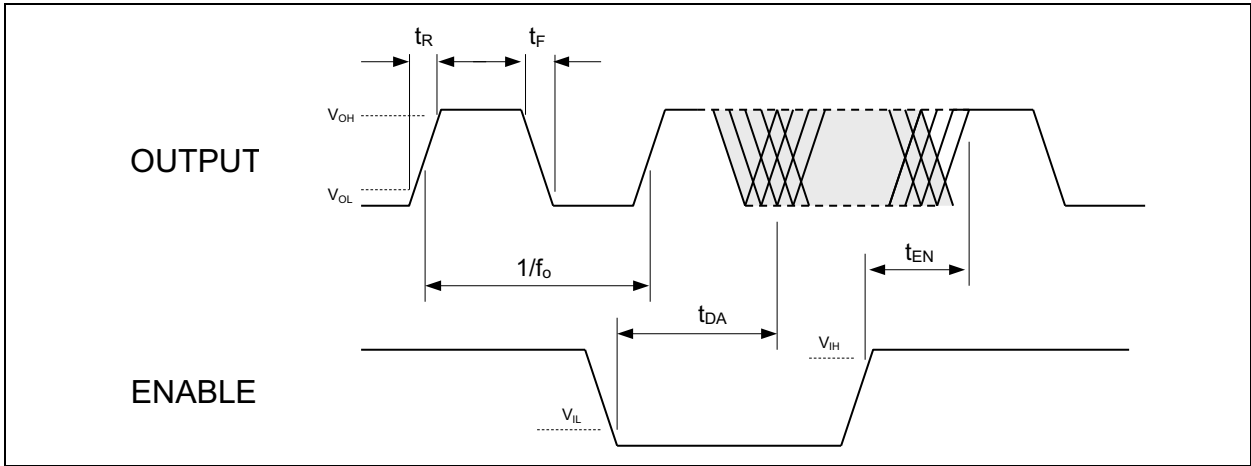 tR
tF
VOH
OUTPUT
VOL
tEN
1/fo
tDA
VIH
ENABLE
VIL